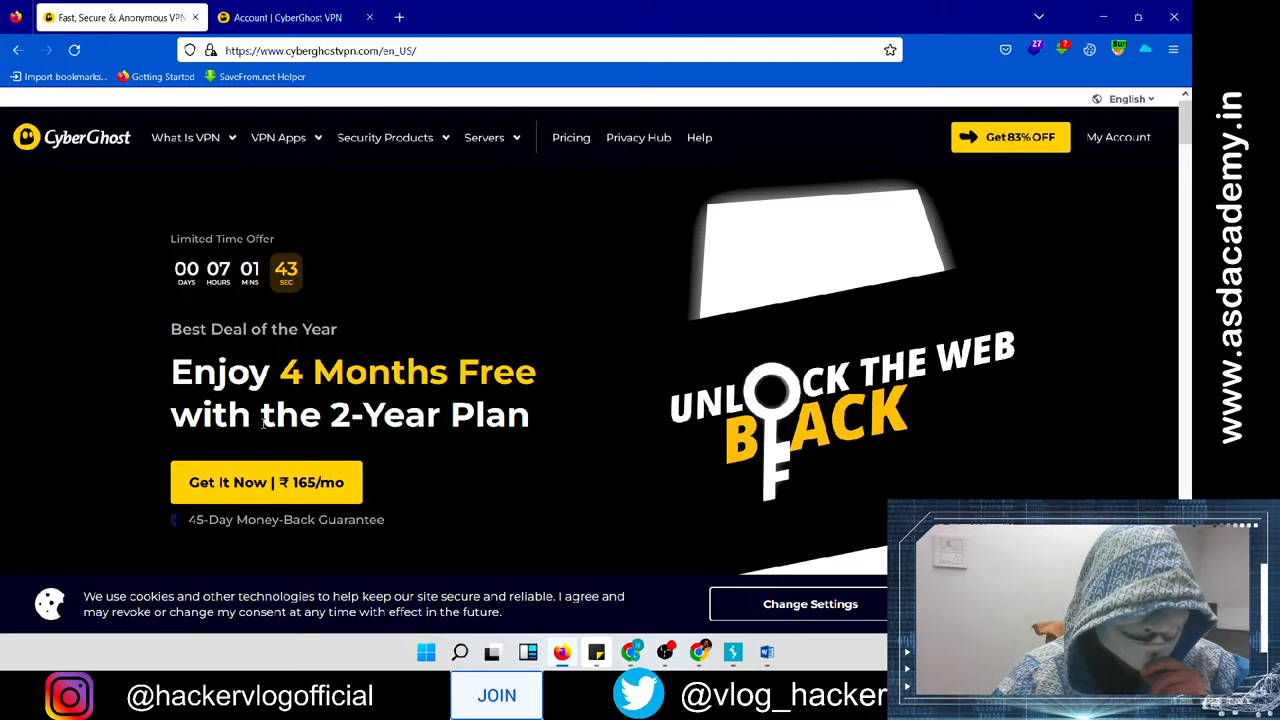 Fast, Secure & Anonymous VPN
Account | CyberGhost VPN
https://www.cyberghostvpn.com/en_US/
27
?
Import bookmarks...
Getting Started
SaveFrom.net Helper
English
CyberGhost
What Is VPN
VPN Apps
Security Products
Servers
Pricing
Privacy Hub
Help
Get 83% OFF
My Account
Limited Time Offer
00 07 01 43
DAYS HOURS MINS SEC
Best Deal of the Year
Enjoy 4 Months Free
with the 2-Year Plan
Get It Now | ₹ 165/mo
45-Day Money-Back Guarantee
UNLOCK THE WEB
BLACK
We use cookies and other technologies to help keep our site secure and reliable. I agree and
may revoke or change my consent at any time with effect in the future.
Change Settings
@hackervlogofficial
JOIN
@vlog_hacker
www.asdacademy.in